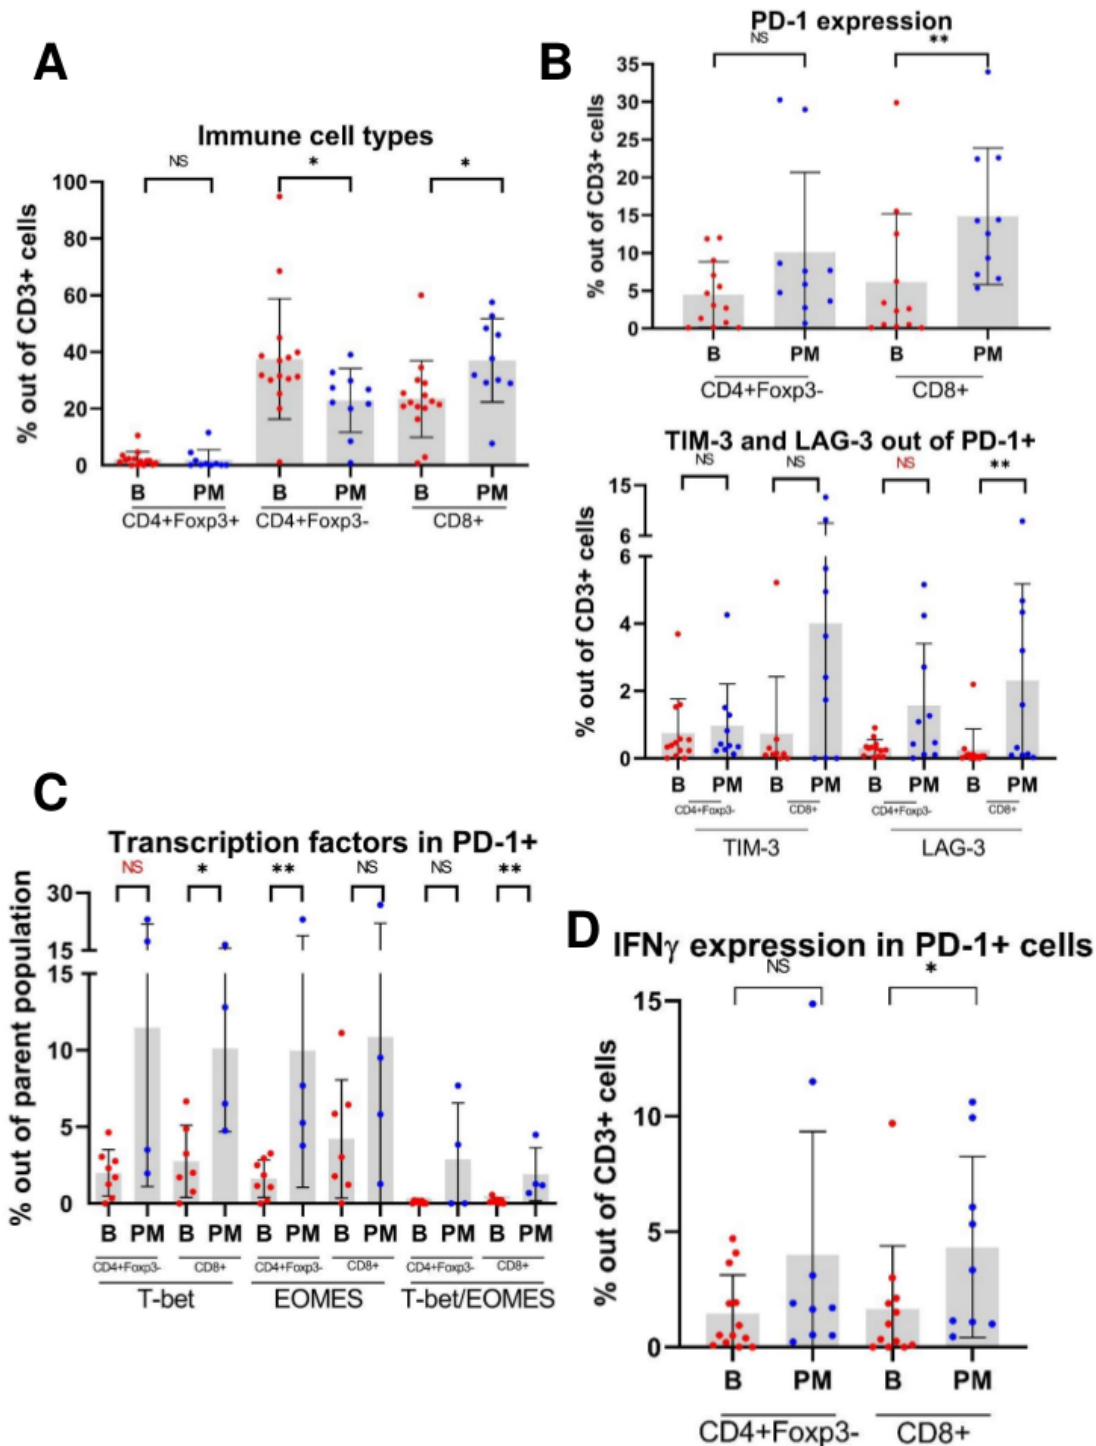 A
Immune cell types
NS * *
% out of CD3+ cells
100
80
60
40
20
0
B PM B PM B PM
CD4+Foxp3+ CD4+Foxp3- CD8+
B
PD-1 expression
NS **
% out of CD3+ cells
35
30
25
20
15
10
5
0
B PM B PM
CD4+Foxp3- CD8+
TIM-3 and LAG-3 out of PD-1+
NS NS NS **
% out of CD3+ cells
15
6
6
4
2
0
B PM B PM B PM B PM
CD4+Foxp3- CD8+ CD4+Foxp3- CD8+
TIM-3 LAG-3
C
Transcription factors in PD-1+
NS * ** NS NS **
% out of parent population
30
15
15
10
5
0
B PM B PM B PM B PM B PM B PM
CD4+Foxp3- CD8+ CD4+Foxp3- CD8+ CD4+Foxp3- CD8+
T-bet EOMES T-bet/EOMES
D
IFNγ expression in PD-1+ cells
NS *
% out of CD3+ cells
15
10
5
0
B PM B PM
CD4+Foxp3- CD8+